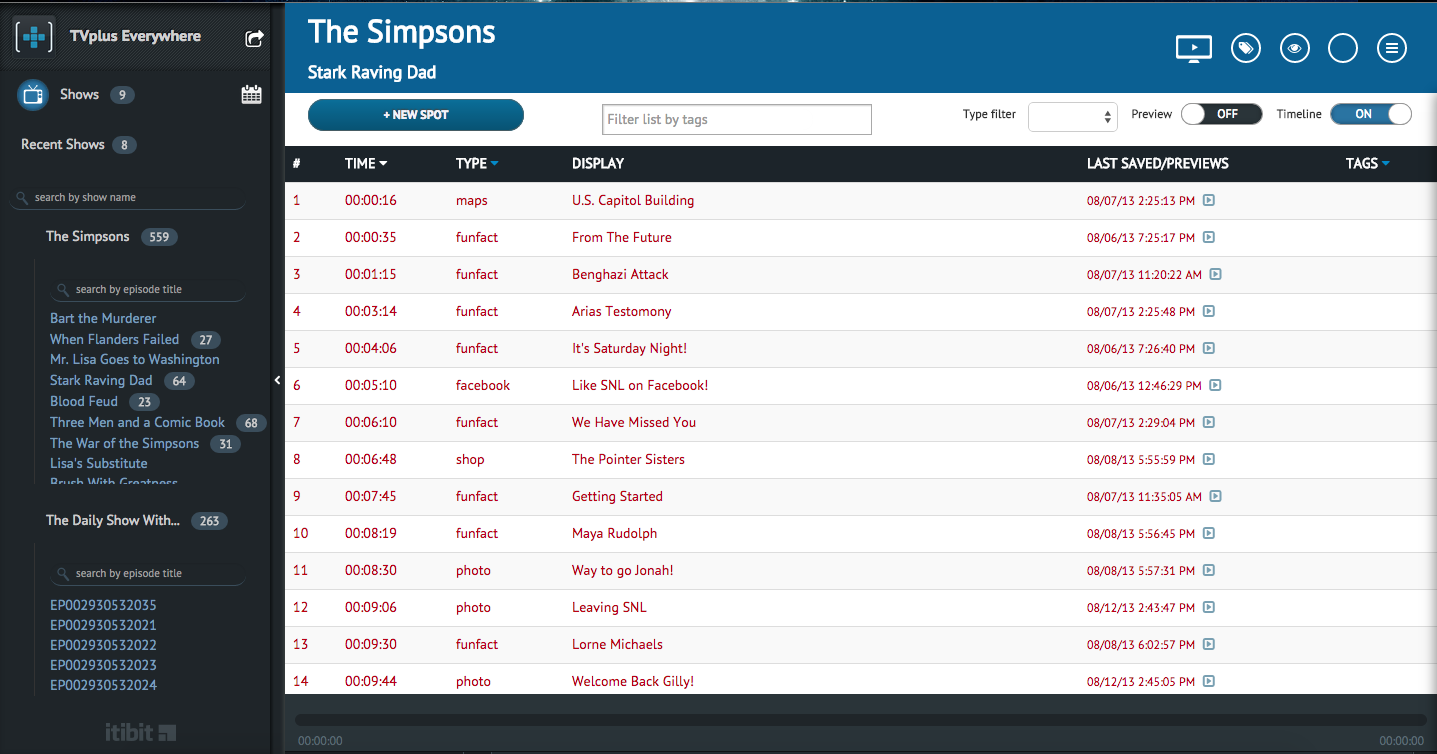 TVplus Everywhere
Shows 9
Recent Shows 8
search by show name
The Simpsons 559
search by episode title
Bart the Murderer
When Flanders Failed 27
Mr. Lisa Goes to Washington
Stark Raving Dad 64
Blood Feud 23
Three Men and a Comic Book 68
The War of the Simpsons 31
Lisa's Substitute
Brush With Greatness
The Daily Show With... 263
search by episode title
EP002930532035
EP002930532021
EP002930532022
EP002930532023
EP002930532024
itibit
The Simpsons
Stark Raving Dad
+ NEW SPOT
Filter list by tags
Type filter
Preview OFF
Timeline ON
# TIME TYPE DISPLAY LAST SAVED/PREVIEWS TAGS
1 00:00:16 maps U.S. Capitol Building 08/07/13 2:25:13 PM
2 00:00:35 funfact From The Future 08/06/13 7:25:17 PM
3 00:01:15 funfact Benghazi Attack 08/07/13 11:20:22 AM
4 00:03:14 funfact Arias Testomony 08/07/13 2:25:48 PM
5 00:04:06 funfact It's Saturday Night! 08/06/13 7:26:40 PM
6 00:05:10 facebook Like SNL on Facebook! 08/06/13 12:46:29 PM
7 00:06:10 funfact We Have Missed You 08/07/13 2:29:04 PM
8 00:06:48 shop The Pointer Sisters 08/08/13 5:55:59 PM
9 00:07:45 funfact Getting Started 08/07/13 11:35:05 AM
10 00:08:19 funfact Maya Rudolph 08/08/13 5:56:45 PM
11 00:08:30 photo Way to go Jonah! 08/08/13 5:57:31 PM
12 00:09:06 photo Leaving SNL 08/12/13 2:43:47 PM
13 00:09:30 funfact Lorne Michaels 08/08/13 6:02:57 PM
14 00:09:44 photo Welcome Back Gilly! 08/12/13 2:45:05 PM
00:00:00 00:00:00